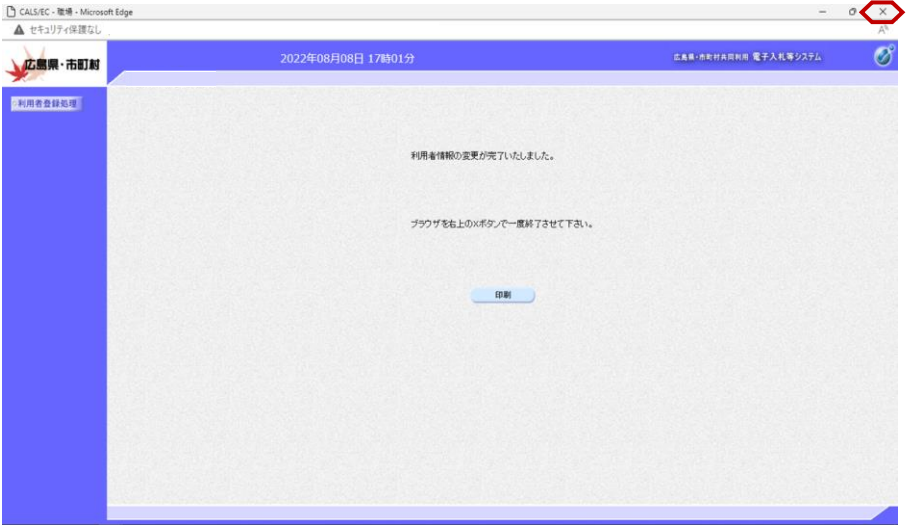 CALS/EC - 職場 - Microsoft Edge
セキュリティ保護なし
広島県・市町村
2022年08月08日 17時01分
広島県・市町村共同利用 電子入札等システム
利用者登録処理
利用者情報の変更が完了いたしました。
ブラウザを右上の×ボタンで一度終了させて下さい。
印刷